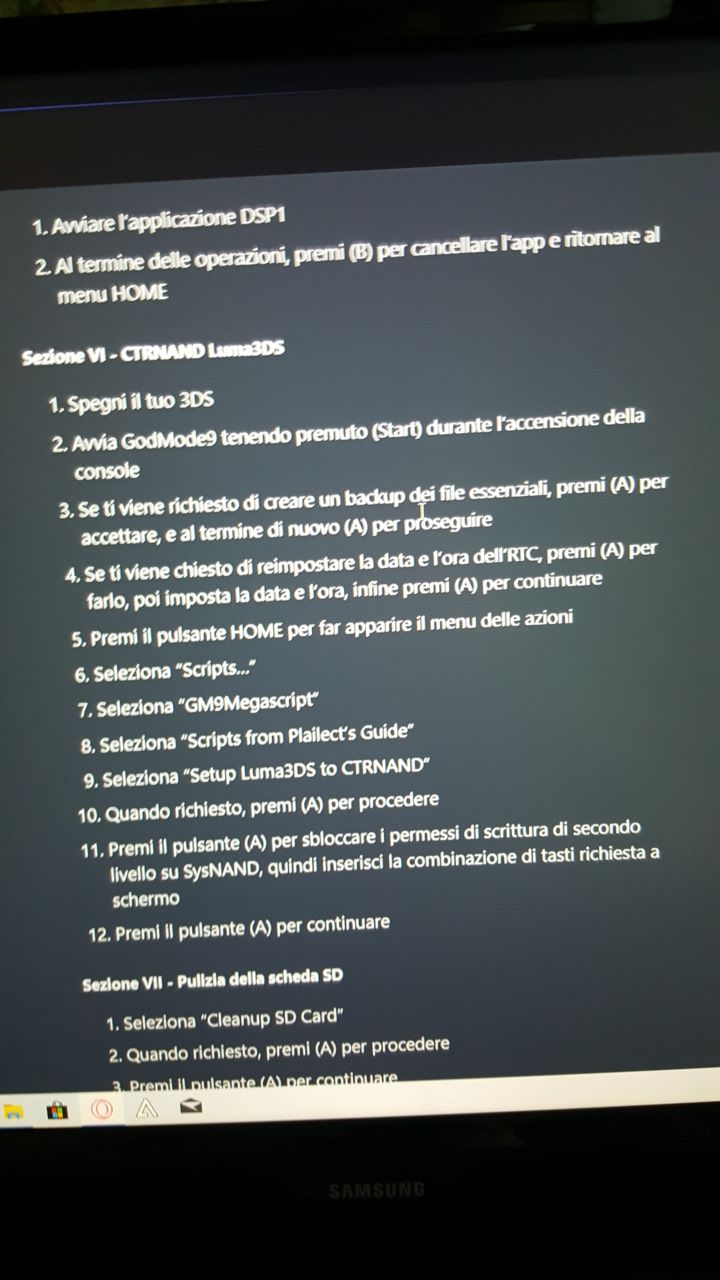 1. Avviare l'applicazione DSP1
2. Al termine delle operazioni, premi (B) per cancellare l'app e ritornare al
menu HOME
Sezione VI - CTRNAND Luma3DS
1. Spegni il tuo 3DS
2. Avvia GodMode9 tenendo premuto (Start) durante l'accensione della
console
3. Se ti viene richiesto di creare un backup dei file essenziali, premi (A) per
accettare, e al termine di nuovo (A) per proseguire
4. Se ti viene chiesto di reimpostare la data e l'ora dell'RTC, premi (A) per
farlo, poi imposta la data e l'ora, infine premi (A) per continuare
5. Premi il pulsante HOME per far apparire il menu delle azioni
6. Seleziona "Scripts..."
7. Seleziona "GM9Megascript"
8. Seleziona "Scripts from Plailect's Guide"
9. Seleziona "Setup Luma3DS to CTRNAND"
10. Quando richiesto, premi (A) per procedere
11. Premi il pulsante (A) per sbloccare i permessi di scrittura di secondo
livello su SysNAND, quindi inserisci la combinazione di tasti richiesta a
schermo
12. Premi il pulsante (A) per continuare
Sezione VII - Pulizia della scheda SD
1. Seleziona "Cleanup SD Card"
2. Quando richiesto, premi (A) per procedere
3. Premi il pulsante (A) per continuare
SAMSUNG